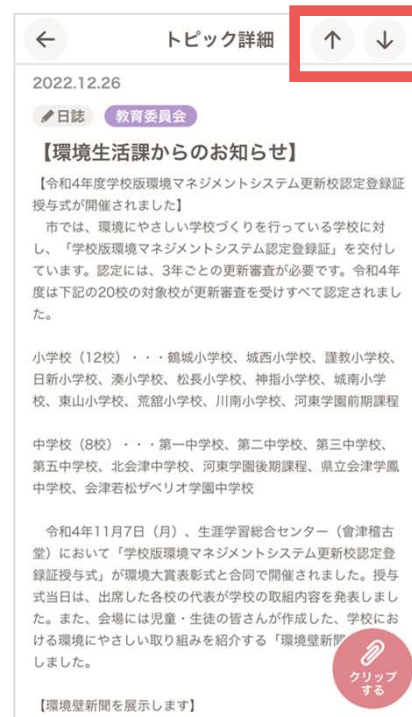 トピック詳細
2022.12.26
日誌 教育委員会
【環境生活課からのお知らせ】
【令和4年度学校版環境マネジメントシステム更新校認定登録証
授与式が開催されました】
　市では、環境にやさしい学校づくりを行っている学校に対
し、「学校版環境マネジメントシステム認定登録証」を交付し
ています。認定には、3年ごとの更新審査が必要です。令和4年
度は下記の20校の対象校が更新審査を受けすべて認定されまし
た。
小学校（12校）・・・鶴城小学校、城西小学校、謹教小学校、
日新小学校、湊小学校、松長小学校、神指小学校、城南小学
校、東山小学校、荒舘小学校、川南小学校、河東学園前期課程
中学校（8校）・・・第一中学校、第二中学校、第三中学校、
第五中学校、北会津中学校、河東学園後期課程、県立会津学鳳
中学校、会津若松ザベリオ学園中学校
　令和4年11月7日（月）、生涯学習総合センター（會津稽古
堂）において「学校版環境マネジメントシステム更新校認定登
録証授与式」が環境大賞表彰式と合同で開催されました。授与
式当日は、出席した各校の代表が学校の取組内容を発表しまし
た。また、会場には児童・生徒の皆さんが作成した、学校にお
ける環境にやさしい取り組みを紹介する「環境壁新聞
しました。
クリップ
する
【環境壁新聞を展示します】